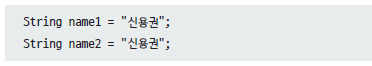 String name1 = "신용권";
String name2 = "신용권";